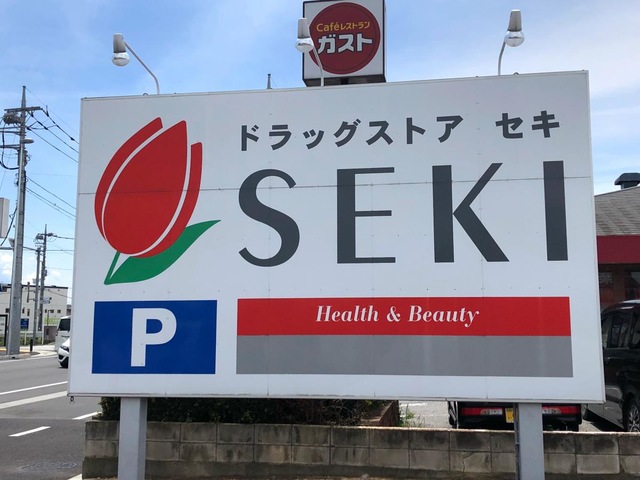 Caféレストラン
ガスト
ドラッグストア セキ
SEKI
P
Health & Beauty